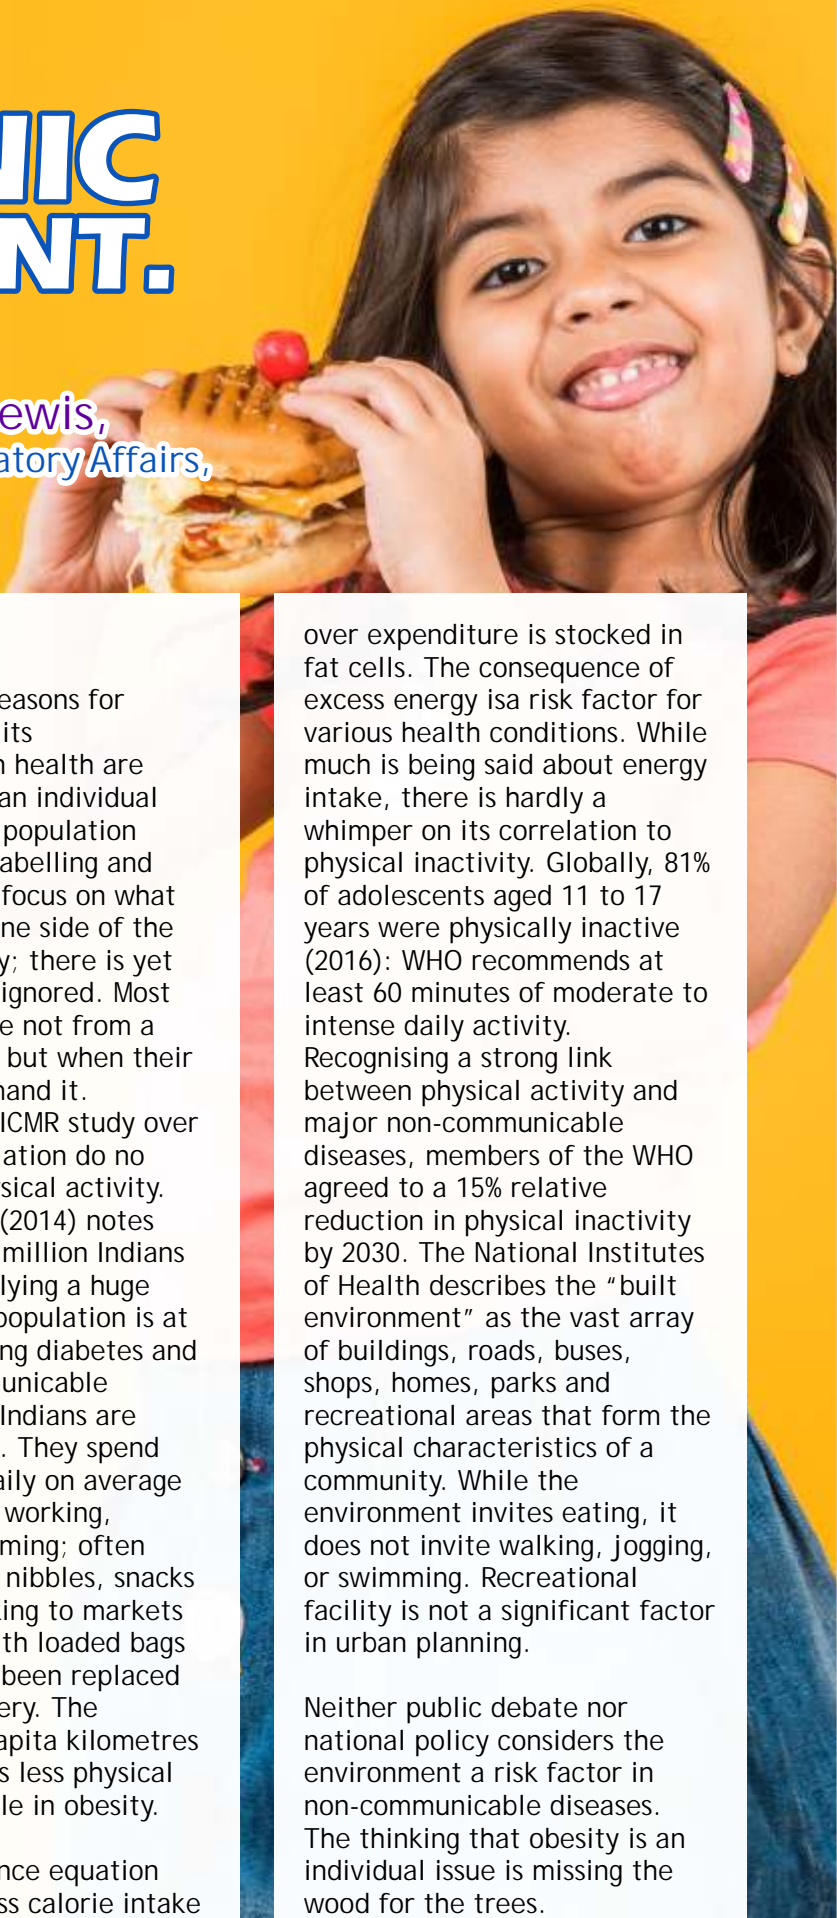 NIC
NT.
ewis,
atory Affairs,
easons for
its
n health are
an individual
population
abelling and
focus on what
ne side of the
y; there is yet
ignored. Most
e not from a
but when their
nand it.
ICMR study over
ation do no
sical activity.
(2014) notes
million Indians
lying a huge
population is at
ng diabetes and
unicable
Indians are
. They spend
aily on average
working,
ming; often
nibbles, snacks
king to markets
th loaded bags
been replaced
ery. The
apita kilometres
s less physical
le in obesity.
nce equation
ss calorie intake
over expenditure is stocked in
fat cells. The consequence of
excess energy isa risk factor for
various health conditions. While
much is being said about energy
intake, there is hardly a
whimper on its correlation to
physical inactivity. Globally, 81%
of adolescents aged 11 to 17
years were physically inactive
(2016): WHO recommends at
least 60 minutes of moderate to
intense daily activity.
Recognising a strong link
between physical activity and
major non-communicable
diseases, members of the WHO
agreed to a 15% relative
reduction in physical inactivity
by 2030. The National Institutes
of Health describes the “built
environment” as the vast array
of buildings, roads, buses,
shops, homes, parks and
recreational areas that form the
physical characteristics of a
community. While the
environment invites eating, it
does not invite walking, jogging,
or swimming. Recreational
facility is not a significant factor
in urban planning.
Neither public debate nor
national policy considers the
environment a risk factor in
non-communicable diseases.
The thinking that obesity is an
individual issue is missing the
wood for the trees.